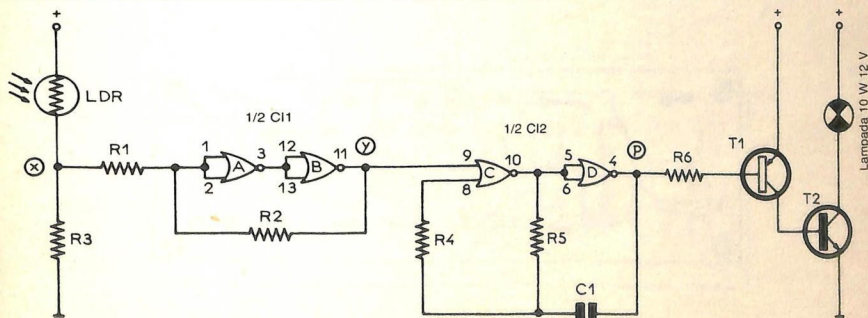 +
+
+
LDR
1/2 CI1
1/2 CI2
Lampada 10 W 12 V
X
R1
1
2
A
3
12
13
B
11
y
9
8
C
10
5
6
D
4
P
R6
T1
T2
R3
R2
R4
R5
C1